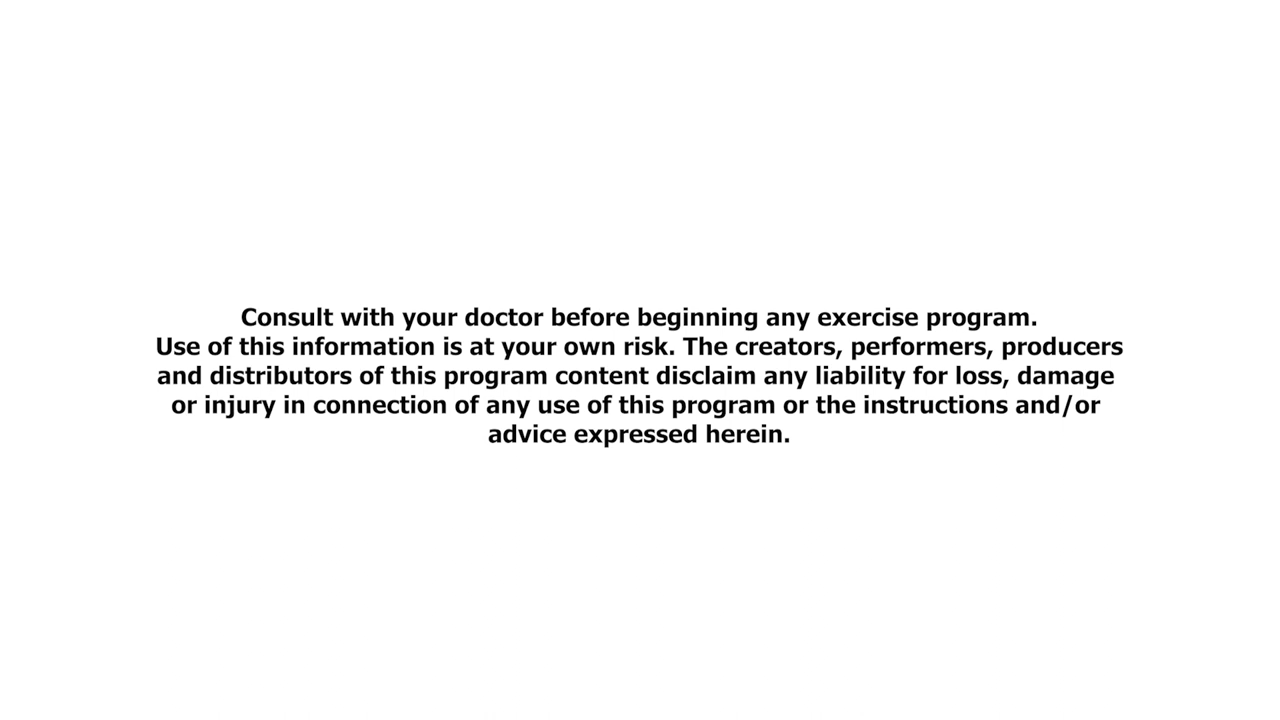 Consult with your doctor before beginning any exercise program.
Use of this information is at your own risk. The creators, performers, producers
and distributors of this program content disclaim any liability for loss, damage
or injury in connection of any use of this program or the instructions and/or
advice expressed herein.